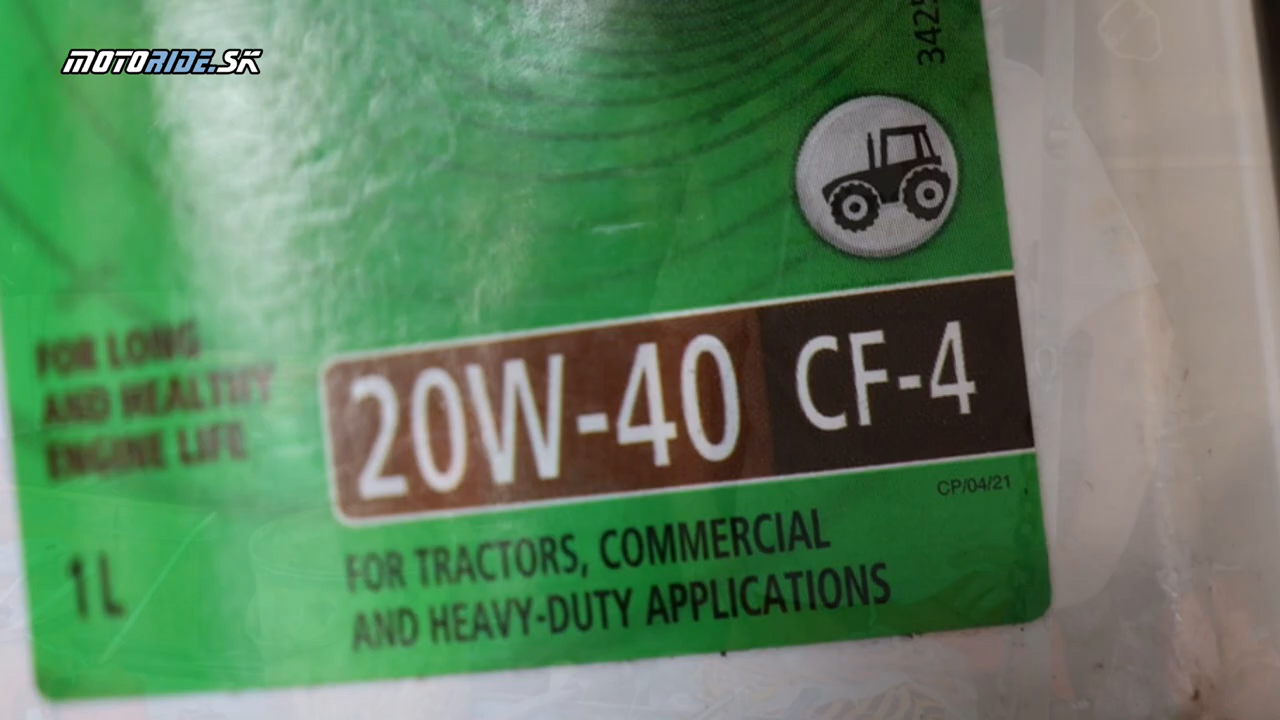 MOTORIDE.SK
3425
FOR LONG
AND HEALTHY
ENGINE LIFE
20W-40 CF-4
CP/04/21
1 L
FOR TRACTORS, COMMERCIAL
AND HEAVY-DUTY APPLICATIONS